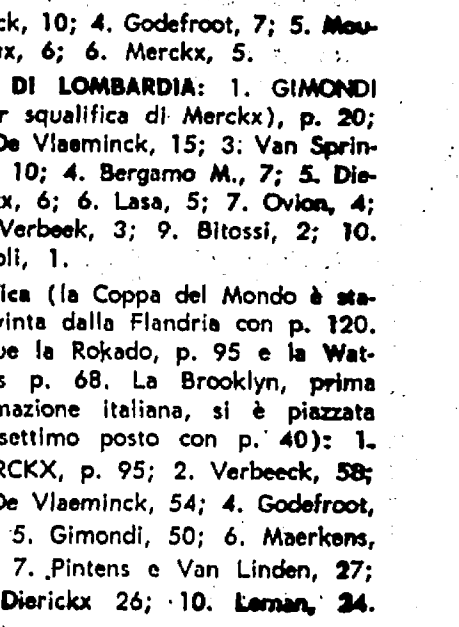 ck, 10; 4. Godefroot, 7; 5. Mou-
x, 6; 6. Merckx, 5.
DI LOMBARDIA: 1. GIMONDI
r squalifica di Merckx), p. 20;
De Vlaeminck, 15; 3. Van Sprin-
10; 4. Bergamo M., 7; 5. Die-
x, 6; 6. Lasa, 5; 7. Ovion, 4;
Verbeek, 3; 9. Bitossi, 2; 10.
oli, 1.
ica (la Coppa del Mondo è sta-
vinta dalla Flandria con p. 120.
ue la Rokado, p. 95 e la Wat-
s p. 68. La Brooklyn, prima
mazione italiana, si è piazzata
settimo posto con p. 40): 1.
RCKX, p. 95; 2. Verbeeck, 58;
De Vlaeminck, 54; 4. Godefroot,
5. Gimondi, 50; 6. Maerkens,
7. Pintens e Van Linden, 27;
Dierickx 26; 10. Leman, 24.